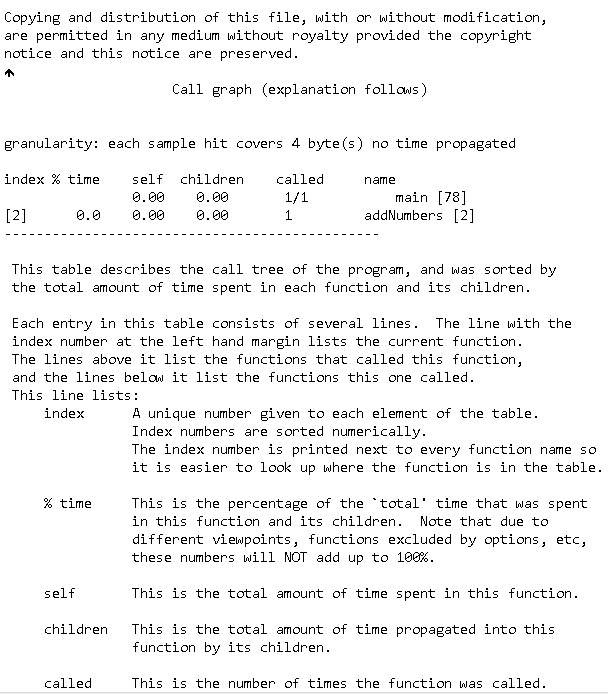 Copying and distribution of this file, with or without modification,
are permitted in any medium without royalty provided the copyright
notice and this notice are preserved.
↑
Call graph (explanation follows)
granularity: each sample hit covers 4 byte(s) no time propagated
index % time    self  children    called     name
                0.00    0.00       1/1           main [78]
[2]      0.0    0.00    0.00       1         addNumbers [2]
-----------------------------------------------
This table describes the call tree of the program, and was sorted by
the total amount of time spent in each function and its children.
Each entry in this table consists of several lines.  The line with the
index number at the left hand margin lists the current function.
The lines above it list the functions that called this function,
and the lines below it list the functions this one called.
This line lists:
index      A unique number given to each element of the table.
Index numbers are sorted numerically.
The index number is printed next to every function name so
it is easier to look up where the function is in the table.
% time     This is the percentage of the `total' time that was spent
in this function and its children.  Note that due to
different viewpoints, functions excluded by options, etc,
these numbers will NOT add up to 100%.
self       This is the total amount of time spent in this function.
children   This is the total amount of time propagated into this
function by its children.
called     This is the number of times the function was called.